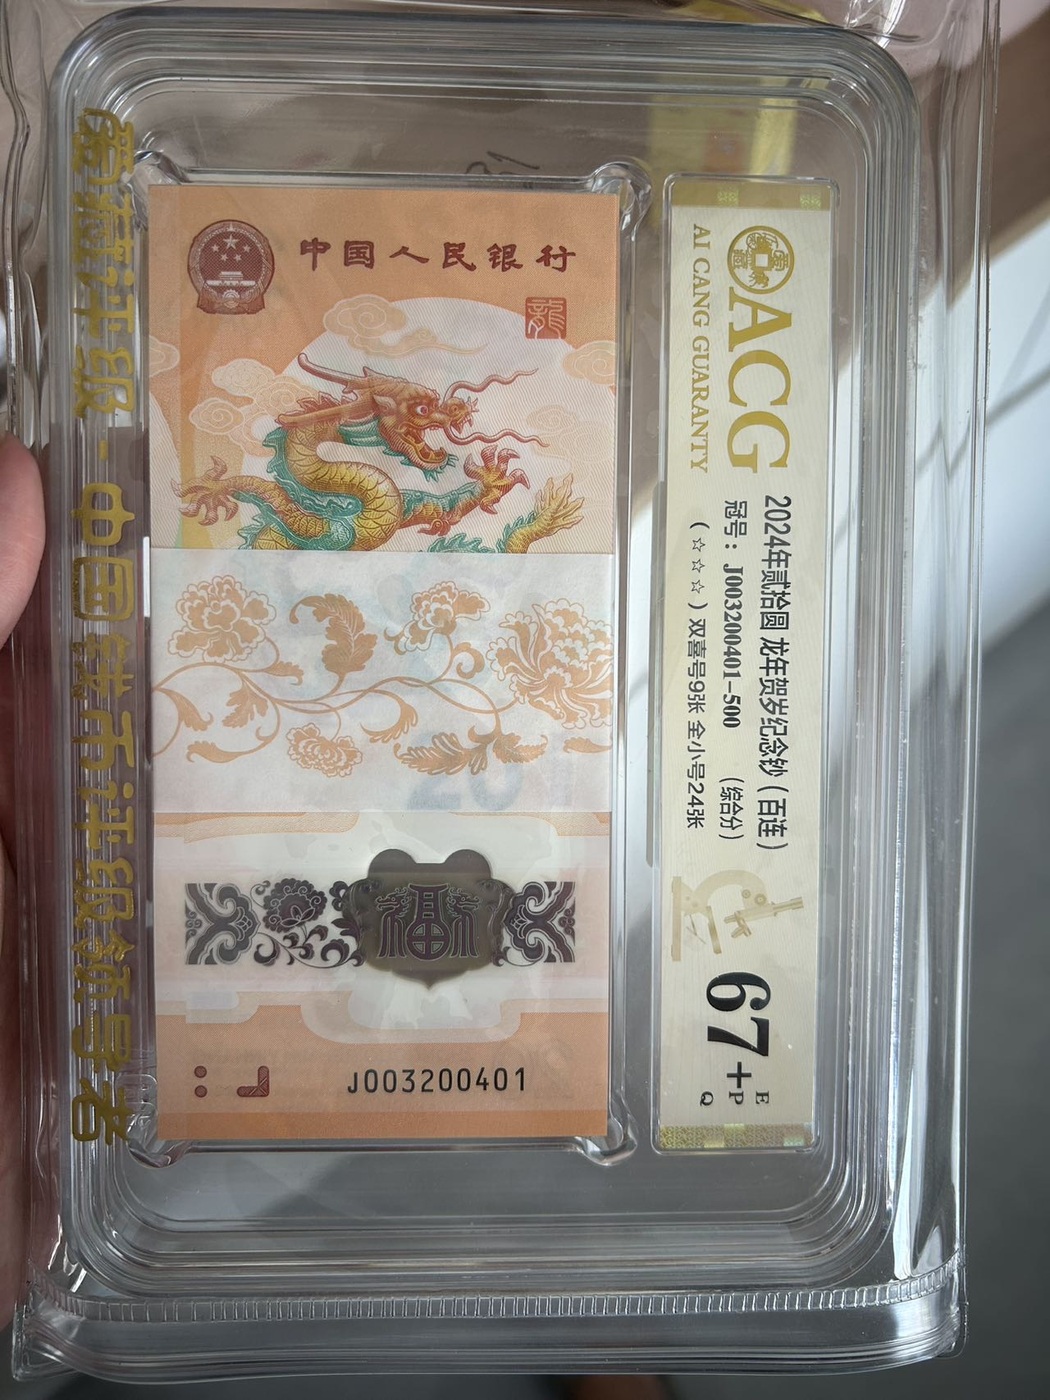 愛藏评级-中国钱币评级领导者
中国人民银行
龍
福
J003200401
ACG
AI CANG GUARANTY
2024年贰拾圆 龙年贺岁纪念钞(百连)
冠号：J003200401-500 (综合分)
(☆☆☆) 双喜号9张 全小号24张
67+
E
P
Q